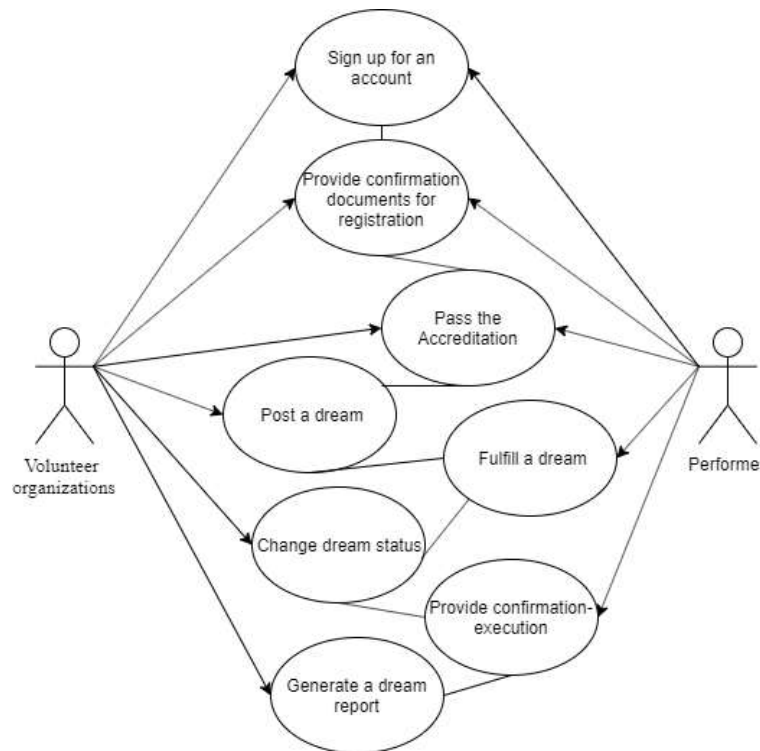 Sign up for an
account
Provide confirmation
documents for
registration
Pass the
Accreditation
Post a dream
Fulfill a dream
Volunteer
organizations
Performe
Change dream status
Provide confirmation-
execution
Generate a dream
report